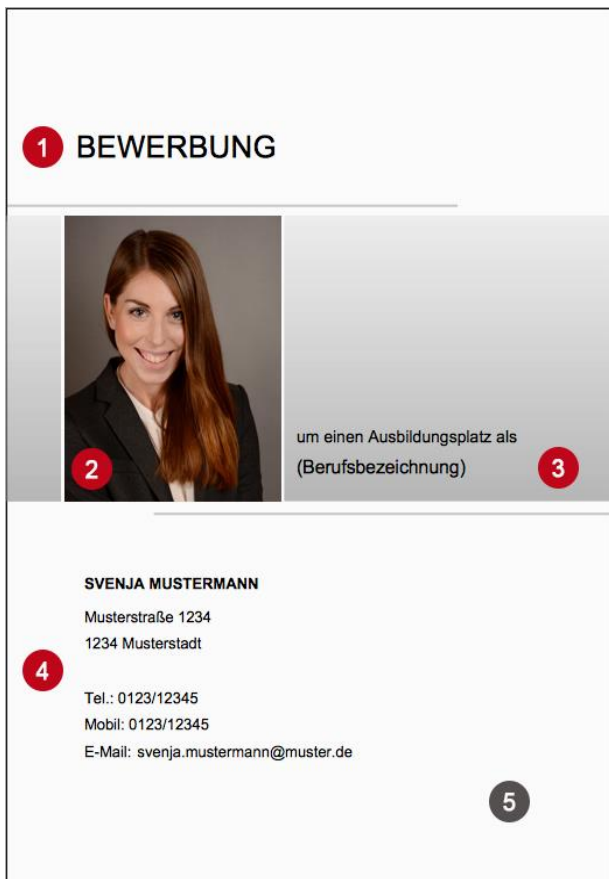 1 BEWERBUNG
um einen Ausbildungsplatz als
2 (Berufsbezeichnung) 3
SVENJA MUSTERMANN
Musterstraße 1234
1234 Musterstadt
4
Tel.: 0123/12345
Mobil: 0123/12345
E-Mail: svenja.mustermann@muster.de
5